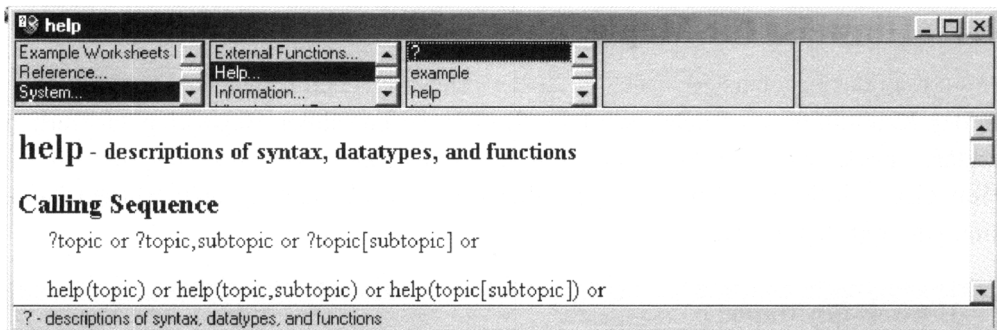 help
Example Worksheets
Reference...
System...
External Functions...
Help...
Information...
?
example
help
help - descriptions of syntax, datatypes, and functions
Calling Sequence
?topic or ?topic,subtopic or ?topic[subtopic] or
help(topic) or help(topic,subtopic) or help(topic[subtopic]) or
? - descriptions of syntax, datatypes, and functions